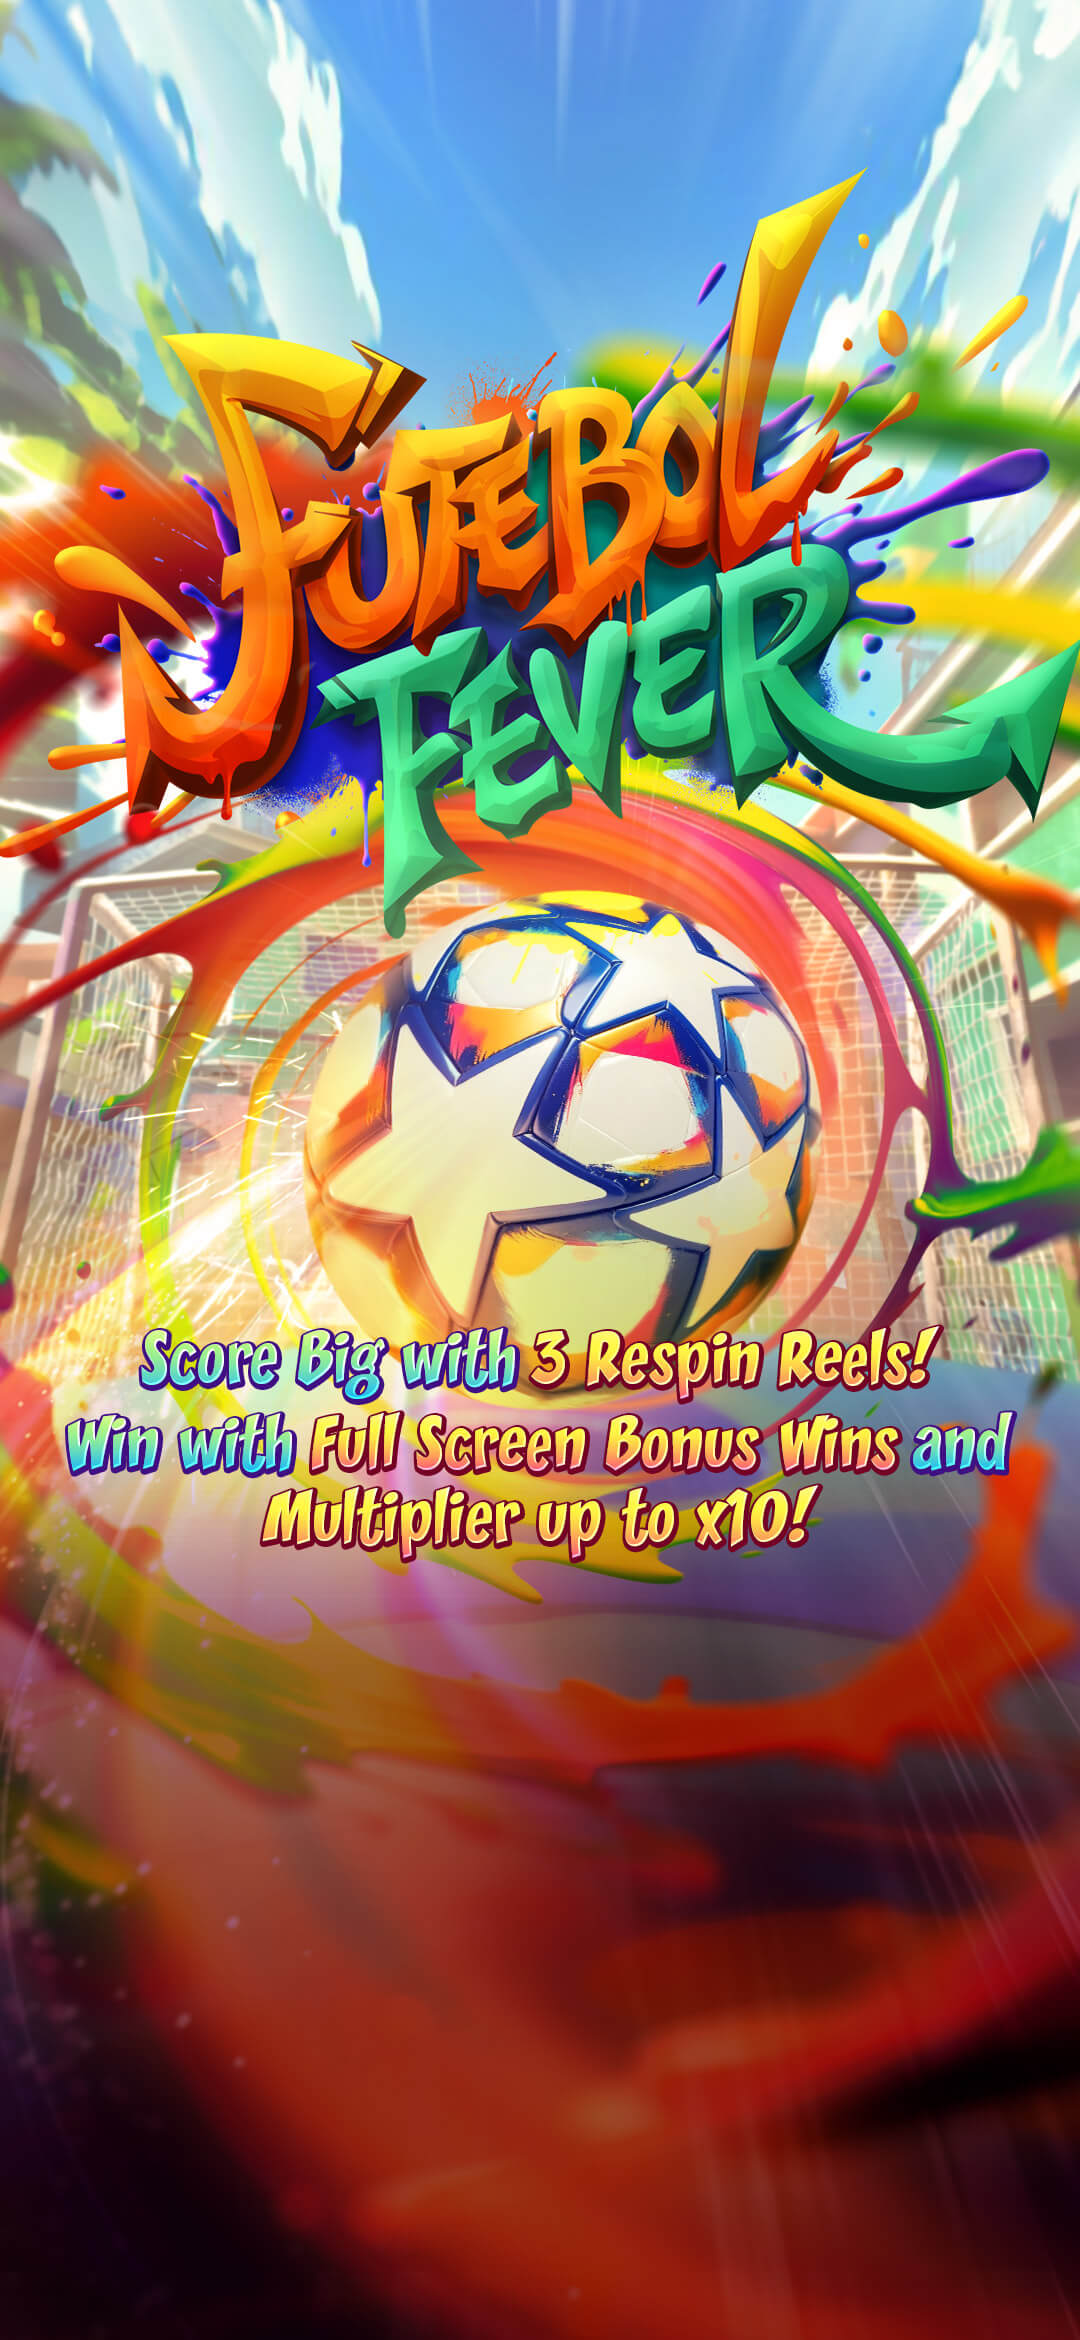 FUTEBOL
FEVER
Score Big with 3 Respin Reels!
Win with Full Screen Bonus Wins and
Multiplier up to x10!